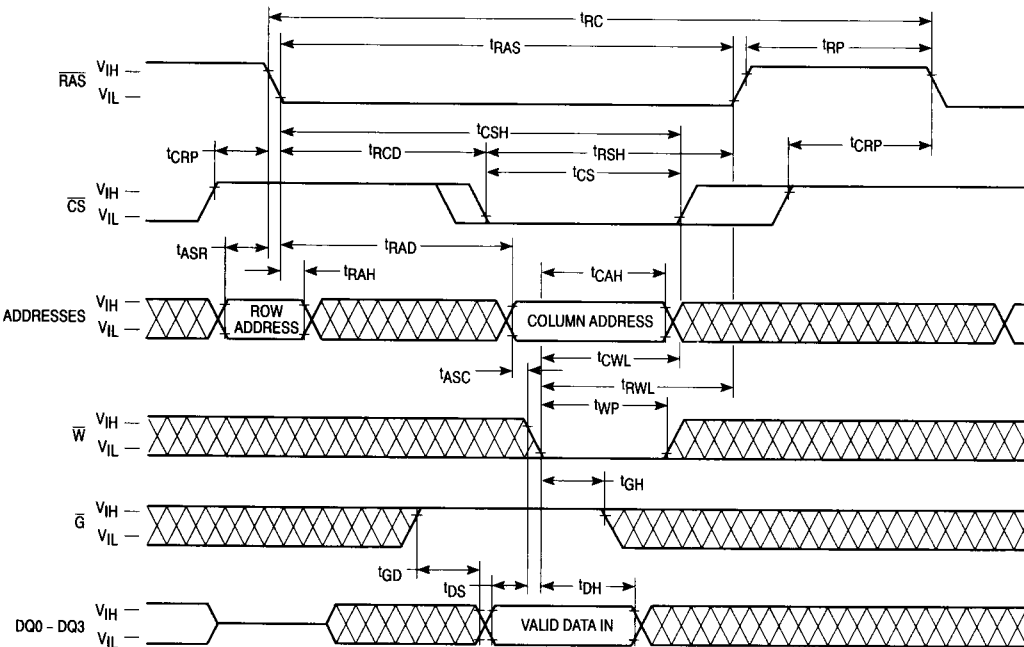 tRC
tRAS
tRP
RAS
VIH
VIL
tCSH
tCRP
tRCD
tRSH
tCRP
tCS
CS
VIH
VIL
tASR
tRAD
tRAH
tCAH
ADDRESSES
VIH
VIL
ROW
ADDRESS
COLUMN ADDRESS
tCWL
tASC
tRWL
tWP
W
VIH
VIL
tGH
G
VIH
VIL
tGD
tDS
tDH
DQ0 – DQ3
VIH
VIL
VALID DATA IN